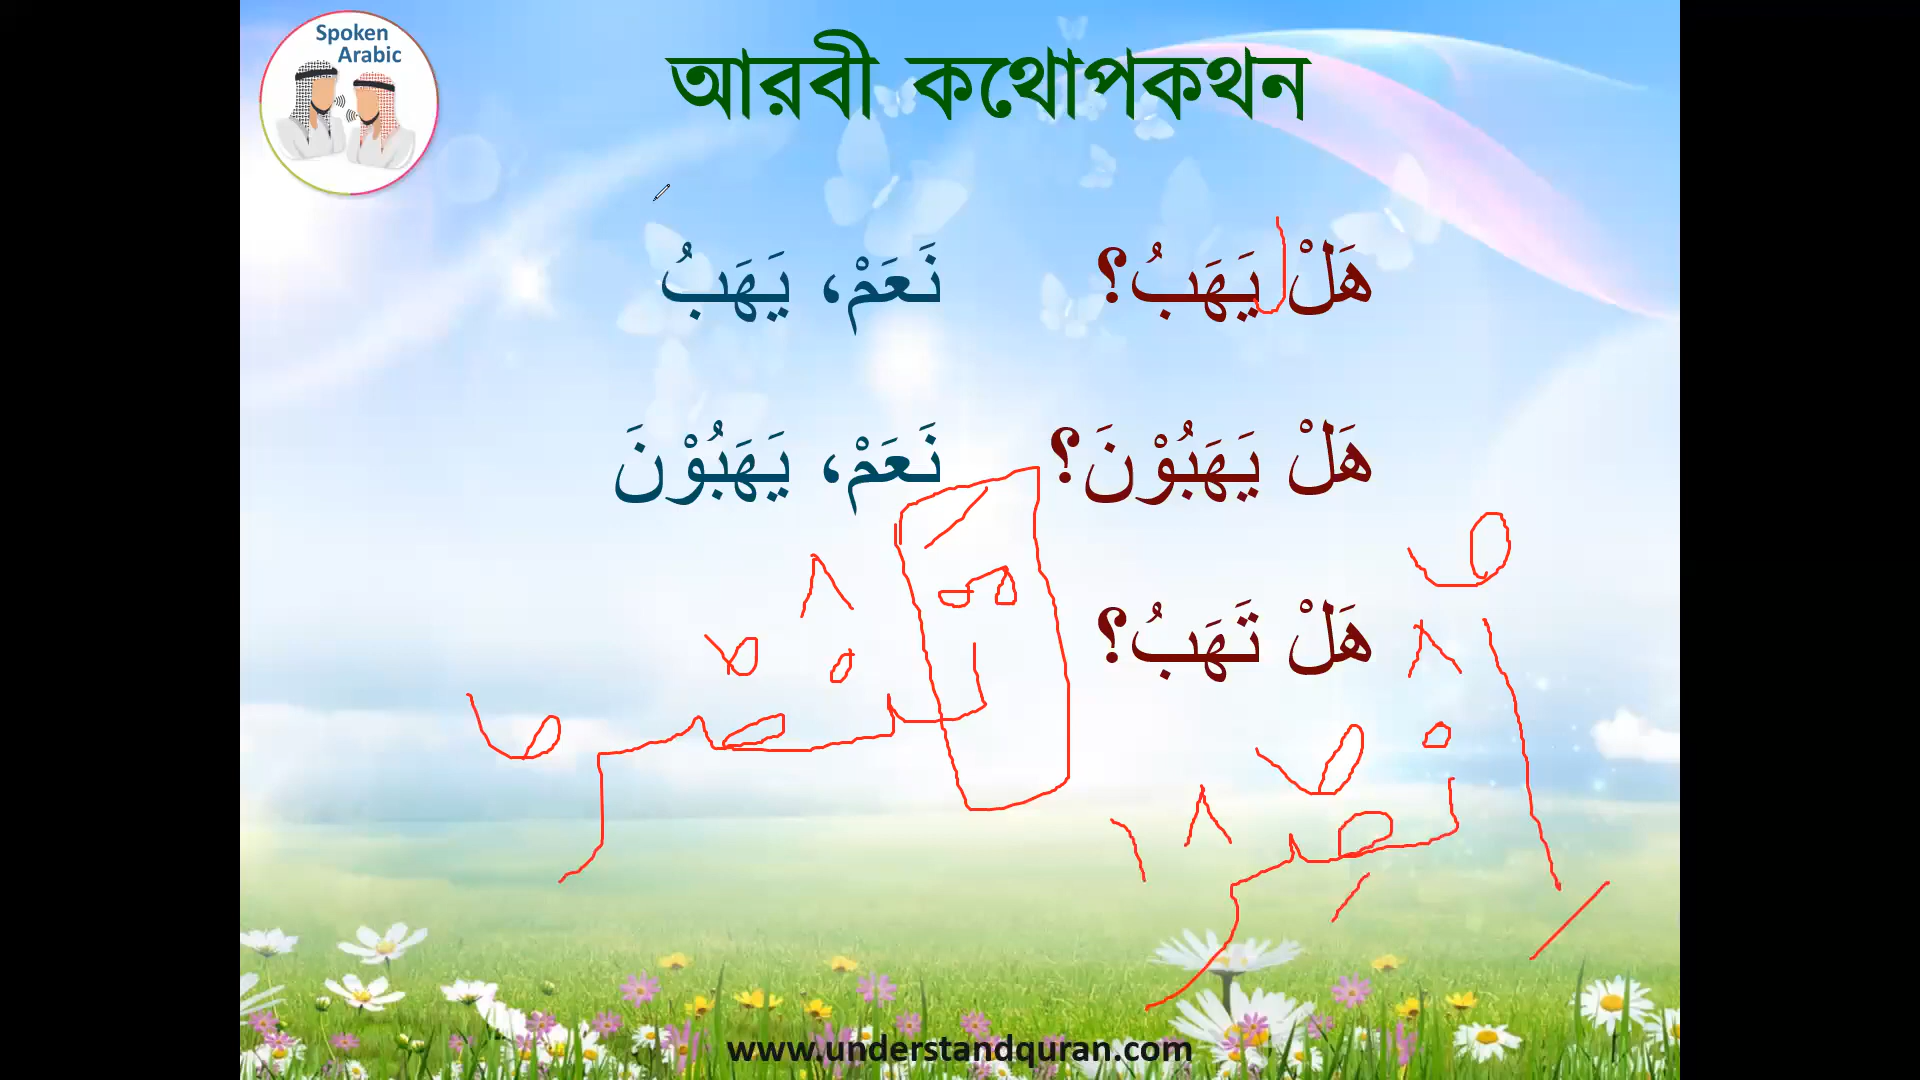 Spoken
Arabic
আরবী কথোপকথন
هَلْ يَهَبُ؟ نَعَمْ، يَهَبُ
هَلْ يَهَبُوْنَ؟ نَعَمْ، يَهَبُوْنَ
هَلْ تَهَبُ؟
www.understandquran.com